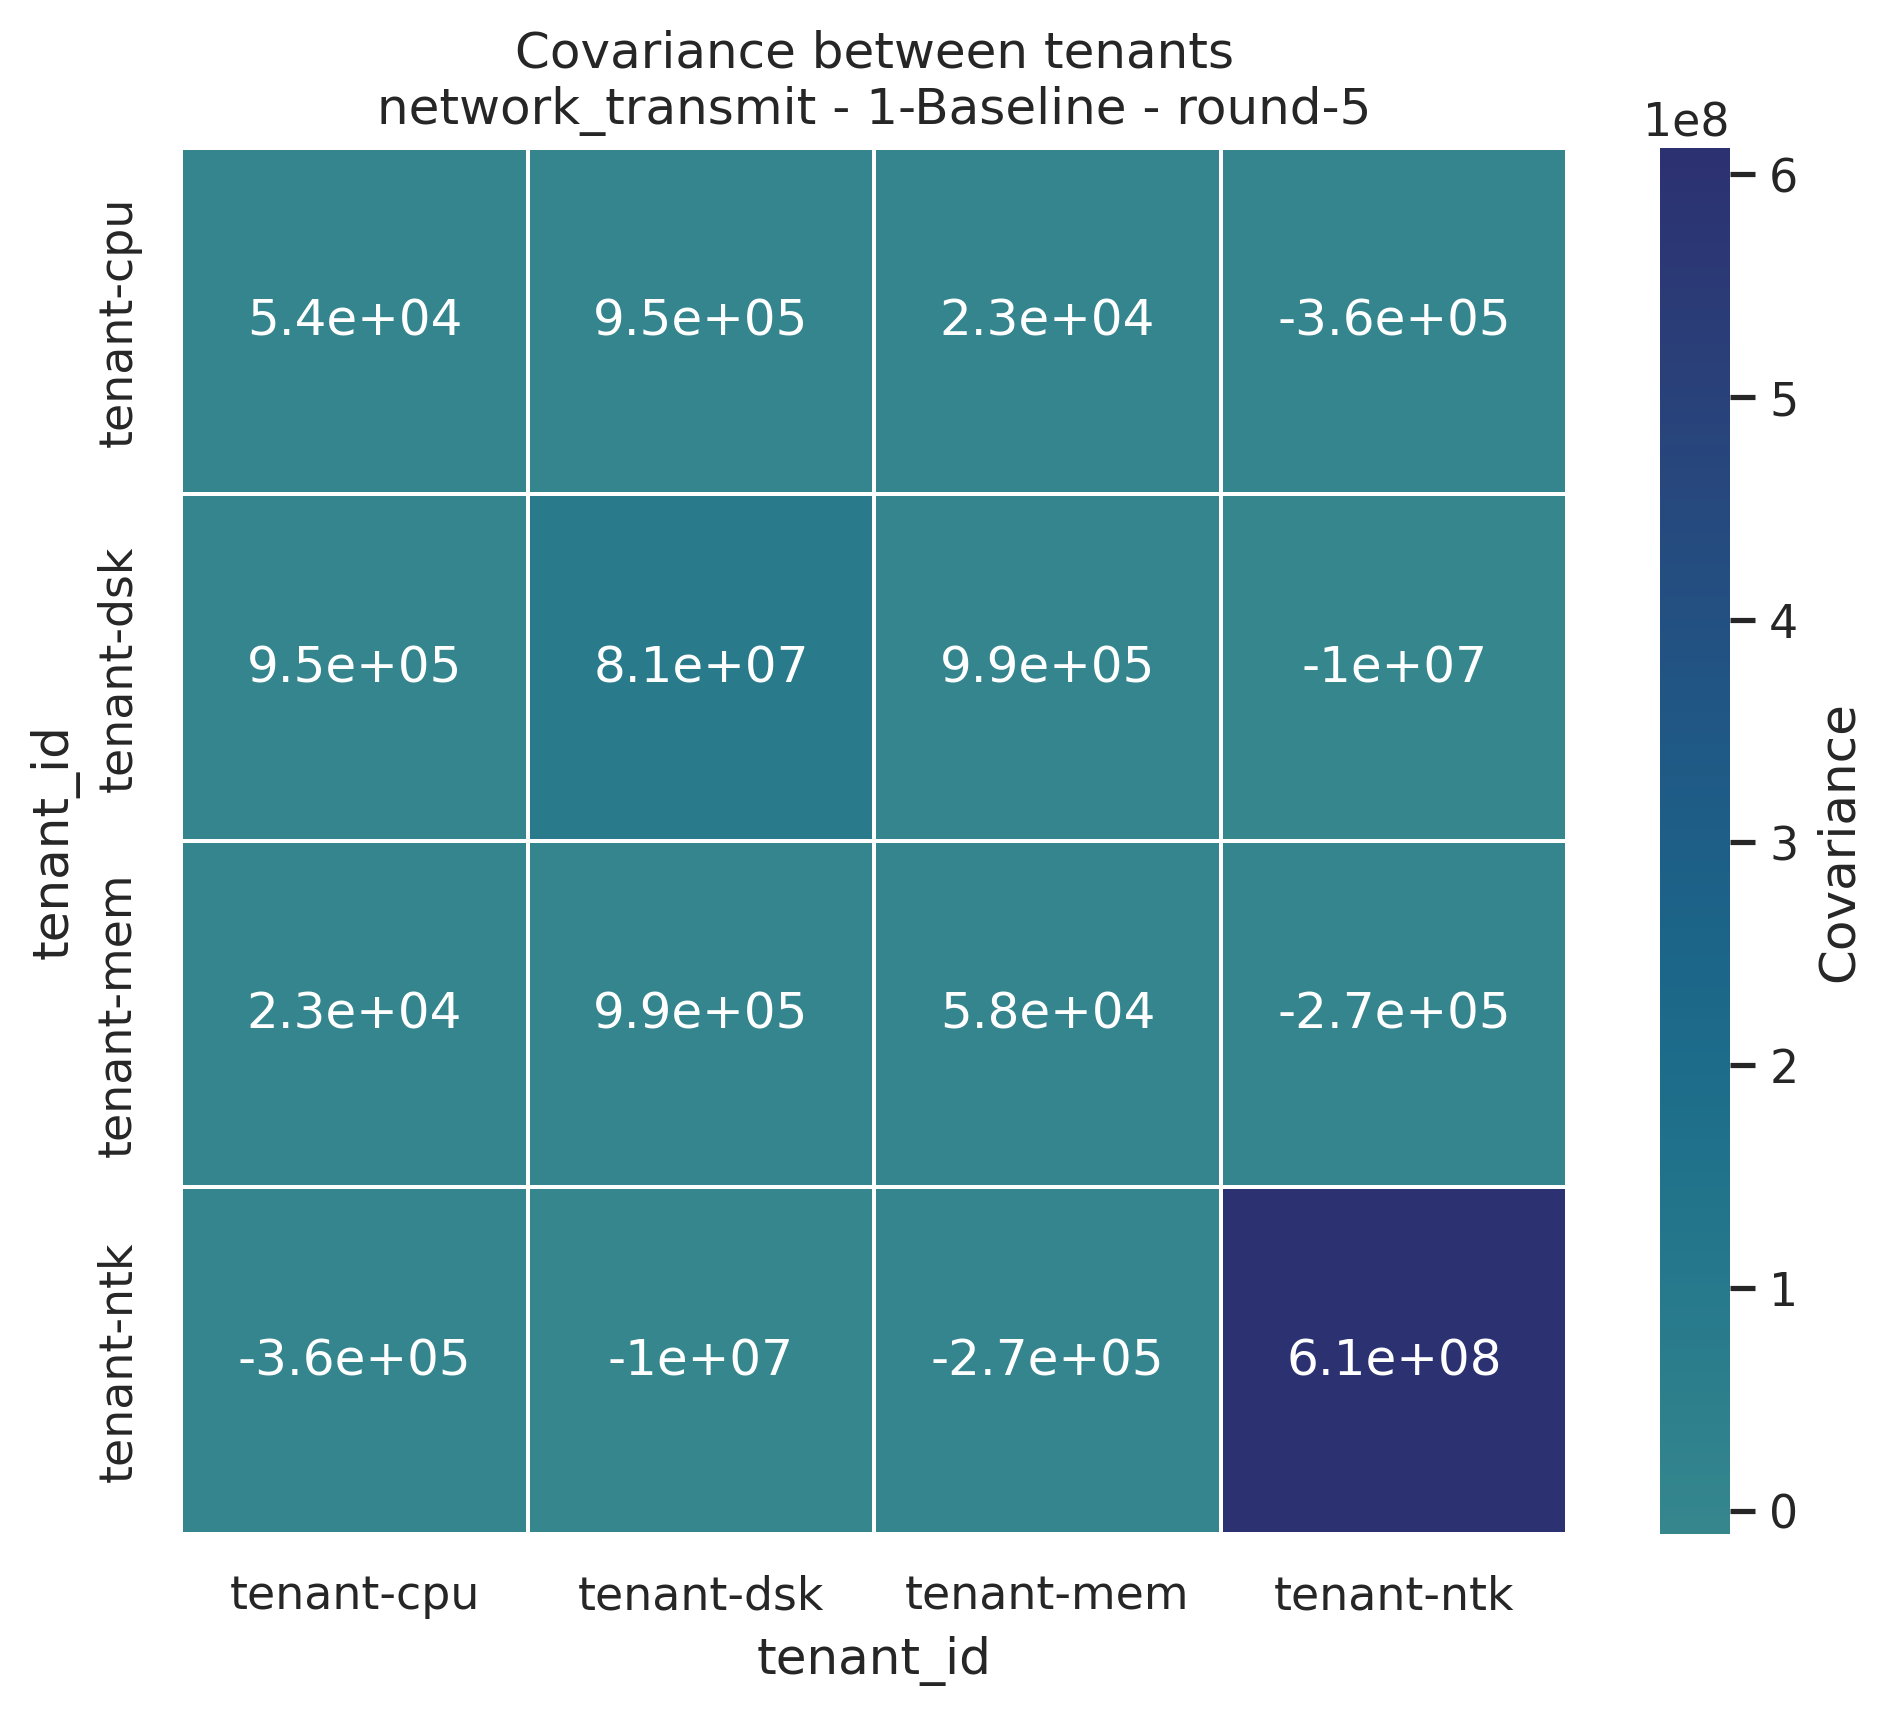 Covariance between tenants
network_transmit - 1-Baseline - round-5
1e8
tenant_id
tenant-cpu
5.4e+04 9.5e+05 2.3e+04 -3.6e+05
tenant-dsk
9.5e+05 8.1e+07 9.9e+05 -1e+07
tenant-mem
2.3e+04 9.9e+05 5.8e+04 -2.7e+05
tenant-ntk
-3.6e+05 -1e+07 -2.7e+05 6.1e+08
tenant-cpu tenant-dsk tenant-mem tenant-ntk
tenant_id
6
5
4
3
2
1
0
Covariance